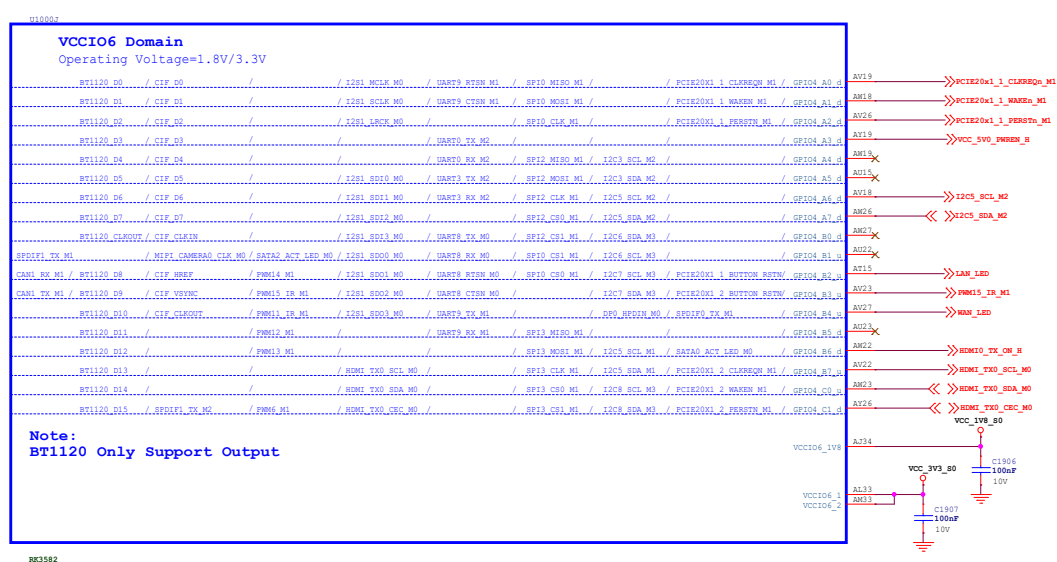 U1000J
VCCIO6 Domain
Operating Voltage=1.8V/3.3V
BT1120_D0 / CIF_D0 / / I2S1_MCLK_M0 / UART9_RTSN_M1 / SPI0_MISO_M1 / / PCIE20X1_1_CLKREQN_M1 / GPIO4_A0_d AV19 PCIE20x1_1_CLKREQn_M1
BT1120_D1 / CIF_D1 / / I2S1_SCLK_M0 / UART9_CTSN_M1 / SPI0_MOSI_M1 / / PCIE20X1_1_WAKEN_M1 / GPIO4_A1_d AW18 PCIE20x1_1_WAKEn_M1
BT1120_D2 / CIF_D2 / / I2S1_LRCK_M0 / SPI0_CLK_M1 / / PCIE20X1_1_PERSTN_M1 / GPIO4_A2_d AV26 PCIE20x1_1_PERSTn_M1
BT1120_D3 / CIF_D3 / UART0_TX_M2 / GPIO4_A3_d AY19 VCC_5V0_PWREN_H
BT1120_D4 / CIF_D4 / UART0_RX_M2 / SPI2_MISO_M1 / I2C3_SCL_M2 / / GPIO4_A4_d AW19
BT1120_D5 / CIF_D5 / / I2S1_SDI0_M0 / UART3_TX_M2 / SPI2_MOSI_M1 / I2C3_SDA_M2 / / GPIO4_A5_d AU15
BT1120_D6 / CIF_D6 / / I2S1_SDI1_M0 / UART3_RX_M2 / SPI2_CLK_M1 / I2C5_SCL_M2 / / GPIO4_A6_d AV18 I2C5_SCL_M2
BT1120_D7 / CIF_D7 / / I2S1_SDI2_M0 / / SPI2_CS0_M1 / I2C5_SDA_M2 / / GPIO4_A7_d AW26 I2C5_SDA_M2
BT1120_CLKOUT / CIF_CLKIN / I2S1_SDI3_M0 / UART8_TX_M0 / SPI2_CS1_M1 / I2C6_SDA_M3 / / GPIO4_B0_d AW27
SPDIF1_TX_M1 / MIPI_CAMERA0_CLK_M0 / SATA2_ACT_LED_M0 / I2S1_SDO0_M0 / UART8_RX_M0 / SPI0_CS1_M1 / I2C6_SCL_M3 / / GPIO4_B1_u AU22
CAN1_RX_M1 / BT1120_D8 / CIF_HREF / PWM14_M1 / I2S1_SDO1_M0 / UART8_RTSN_M0 / SPI0_CS0_M1 / I2C7_SCL_M3 / PCIE20X1_1_BUTTON_RSTN/ GPIO4_B2_u AT15 LAN_LED
CAN1_TX_M1 / BT1120_D9 / CIF_VSYNC / PWM15_IR_M1 / I2S1_SDO2_M0 / UART8_CTSN_M0 / / I2C7_SDA_M3 / PCIE20X1_2_BUTTON_RSTN/ GPIO4_B3_u AV23 PWM15_IR_M1
BT1120_D10 / CIF_CLKOUT / PWM11_IR_M1 / I2S1_SDO3_M0 / UART9_TX_M1 / / DP0_HPDIN_M0 / SPDIF0_TX_M1 / GPIO4_B4_u AV27 WAN_LED
BT1120_D11 / / PWM12_M1 / / UART9_RX_M1 / SPI3_MISO_M1 / / / GPIO4_B5_d AU23
BT1120_D12 / PWM13_M1 / / / SPI3_MOSI_M1 / I2C5_SCL_M1 / SATA0_ACT_LED_M0 / GPIO4_B6_d AW22 HDMI0_TX_ON_H
BT1120_D13 / / / HDMI_TX0_SCL_M0 / / SPI3_CLK_M1 / I2C5_SDA_M1 / PCIE20X1_2_CLKREQN_M1 / GPIO4_B7_u AV22 HDMI_TX0_SCL_M0
BT1120_D14 / / / HDMI_TX0_SDA_M0 / / SPI3_CS0_M1 / I2C8_SCL_M3 / PCIE20X1_2_WAKEN_M1 / GPIO4_C0_u AW23 HDMI_TX0_SDA_M0
BT1120_D15 / SPDIF1_TX_M2 / PWM6_M1 / HDMI_TX0_CEC_M0 / SPI3_CS1_M1 / I2C8_SDA_M3 / PCIE20X1_2_PERSTN_M1 / GPIO4_C1_d AY26 HDMI_TX0_CEC_M0
Note:
BT1120 Only Support Output
VCCIO6_1V8 AJ34
VCC_1V8_S0
C1906
100nF
10V
VCC_3V3_S0
VCCIO6_1 AL33
VCCIO6_2 AM33
C1907
100nF
10V
RK3582